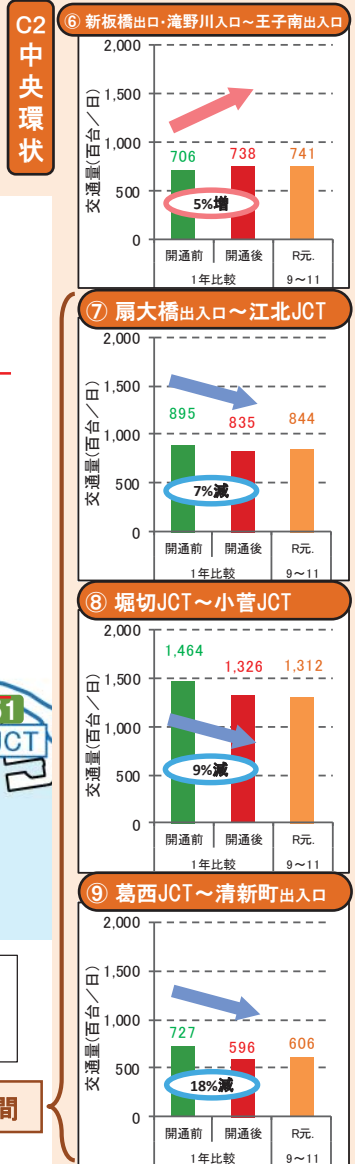 C2
中
央
環
状
⑥ 新板橋出口・滝野川入口～王子南出入口
2,000
1,500
1,000
500
0
交通量(百台／日)
706
738
741
5%増
開通前
開通後
R元.
1年比較
9～11
⑦ 扇大橋出入口～江北JCT
2,000
1,500
1,000
500
0
交通量(百台／日)
895
835
844
7%減
開通前
開通後
R元.
1年比較
9～11
⑧ 堀切JCT～小菅JCT
2,000
1,500
1,000
500
0
交通量(百台／日)
1,464
1,326
1,312
9%減
開通前
開通後
R元.
1年比較
9～11
⑨ 葛西JCT～清新町出入口
2,000
1,500
1,000
500
0
交通量(百台／日)
727
596
606
18%減
開通前
開通後
R元.
1年比較
9～11
JCT
間